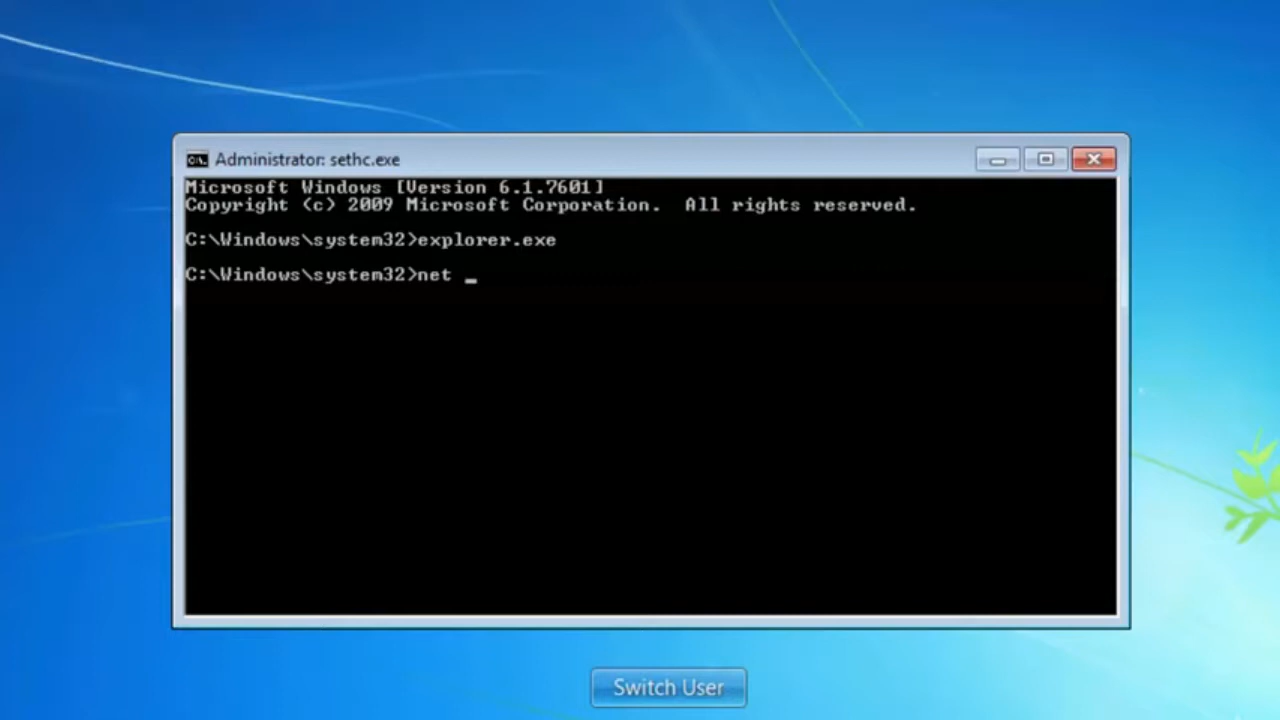 Administrator: sethc.exe
Microsoft Windows [Version 6.1.7601]
Copyright (c) 2009 Microsoft Corporation.  All rights reserved.
C:\Windows\system32>explorer.exe
C:\Windows\system32>net _
Switch User